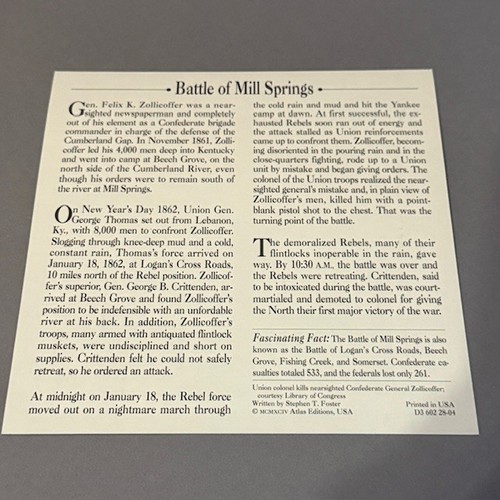 Battle of Mill Springs
Gen. Felix K. Zollicoffer was a near-
sighted newspaperman and completely
out of his element as a Confederate brigade
commander in charge of the defense of the
Cumberland Gap. In November 1861, Zolli-
coffer led his 4,000 men deep into Kentucky
and went into camp at Beech Grove, on the
north side of the Cumberland River, even
though his orders were to remain south of
the river at Mill Springs.
On New Year's Day 1862, Union Gen.
George Thomas set out from Lebanon,
Ky., with 8,000 men to confront Zollicoffer.
Slogging through knee-deep mud and a cold,
constant rain, Thomas's force arrived on
January 18, 1862, at Logan's Cross Roads,
10 miles north of the Rebel position. Zollicof-
fer's superior, Gen. George B. Crittenden, ar-
rived at Beech Grove and found Zollicoffer's
position to be indefensible with an unfordable
river at his back. In addition, Zollicoffer's
troops, many armed with antiquated flintlock
muskets, were undisciplined and short on
supplies. Crittenden felt he could not safely
retreat, so he ordered an attack.
At midnight on January 18, the Rebel force
moved out on a nightmare march through
the cold rain and mud and hit the Yankee
camp at dawn. At first successful, the ex-
hausted Rebels soon ran out of energy and
the attack stalled as Union reinforcements
came up to confront them. Zollicoffer, becom-
ing disoriented in the pouring rain and in the
close-quarters fighting, rode up to a Union
unit by mistake and began giving orders. The
colonel of the Union troops realized the near-
sighted general's mistake and, in plain view of
Zollicoffer's men, killed him with a point-
blank pistol shot to the chest. That was the
turning point of the battle.
The demoralized Rebels, many of their
flintlocks inoperable in the rain, gave
way. By 10:30 A.M., the battle was over and
the Rebels were retreating. Crittenden, said
to be intoxicated during the battle, was court-
martialed and demoted to colonel for giving
the North their first major victory of the war.
Fascinating Fact: The Battle of Mill Springs is also
known as the Battle of Logan's Cross Roads, Beech
Grove, Fishing Creek, and Somerset. Confederate ca-
sualties totaled 533, and the federals lost only 261.
Union colonel kills nearsighted Confederate General Zollicoffer;
courtesy Library of Congress
Written by Stephen T. Foster Printed in USA
© MCMXCIV Atlas Editions, USA D3 602 28-04